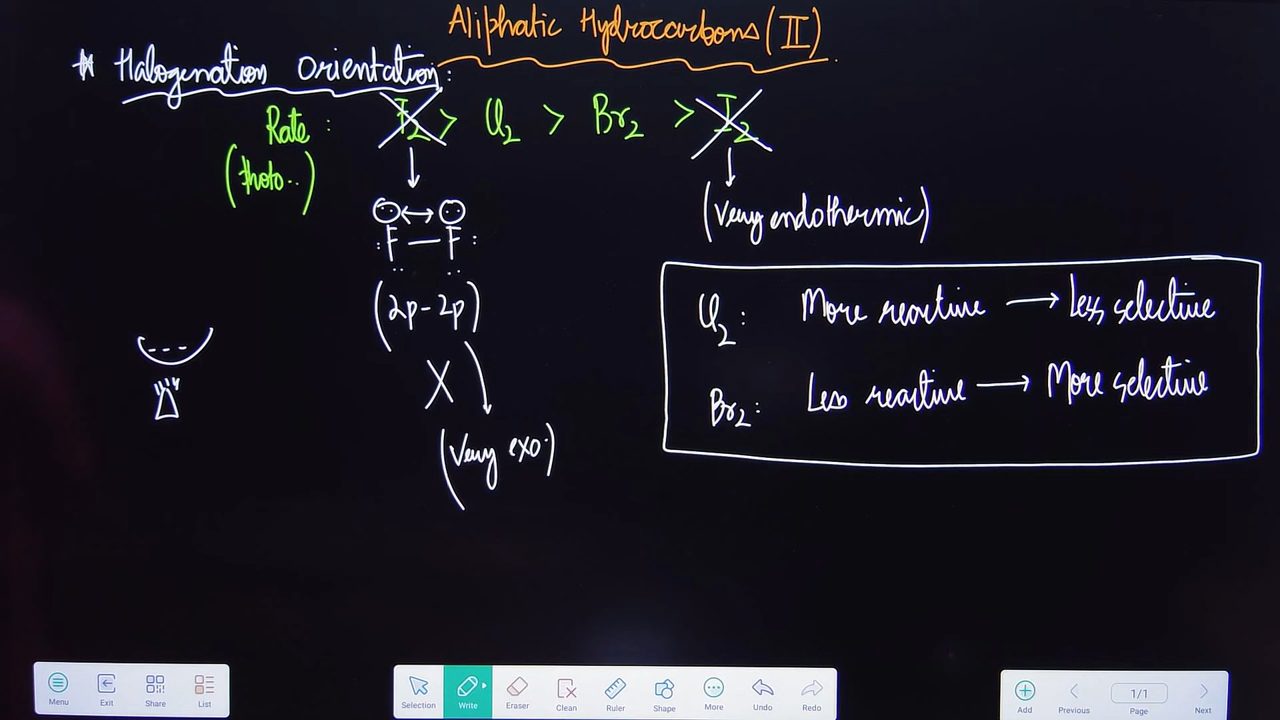 Aliphatic Hydrocarbons (II)
* Halogenation Orientation:
Rate : F2 > Cl2 > Br2 > I2
(Photo..)
F — F
(very endothermic)
(2p-2p)
X
(Very exo.)
Cl2: More reactive → Less selective
Br2: Less reactive → More selective
Menu Exit Share List
Selection Write Eraser Clean Ruler Shape More Undo Redo
Add Previous 1/1 Page Next